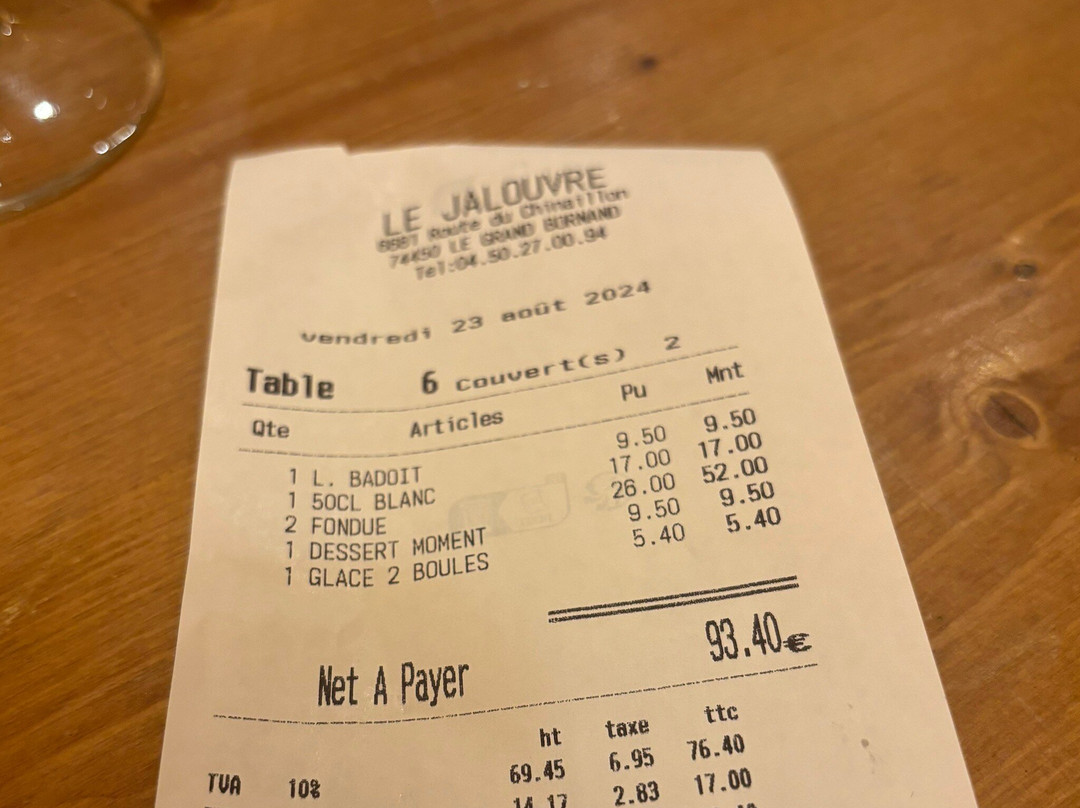 LE JALOUVRE
Route du Chinaillon
74450 LE GRAND BORNAND
Tel:04.50.27.00.94
vendredi 23 août 2024
Table 6 couvert(s) 2
Qte Articles Pu Mnt
1 L. BADOIT 9.50 9.50
1 50CL BLANC 17.00 17.00
2 FONDUE 26.00 52.00
1 DESSERT MOMENT 9.50 9.50
1 GLACE 2 BOULES 5.40 5.40
Net A Payer 93.40€
ht taxe ttc
TVA 10% 69.45 6.95 76.40
14.17 2.83 17.00